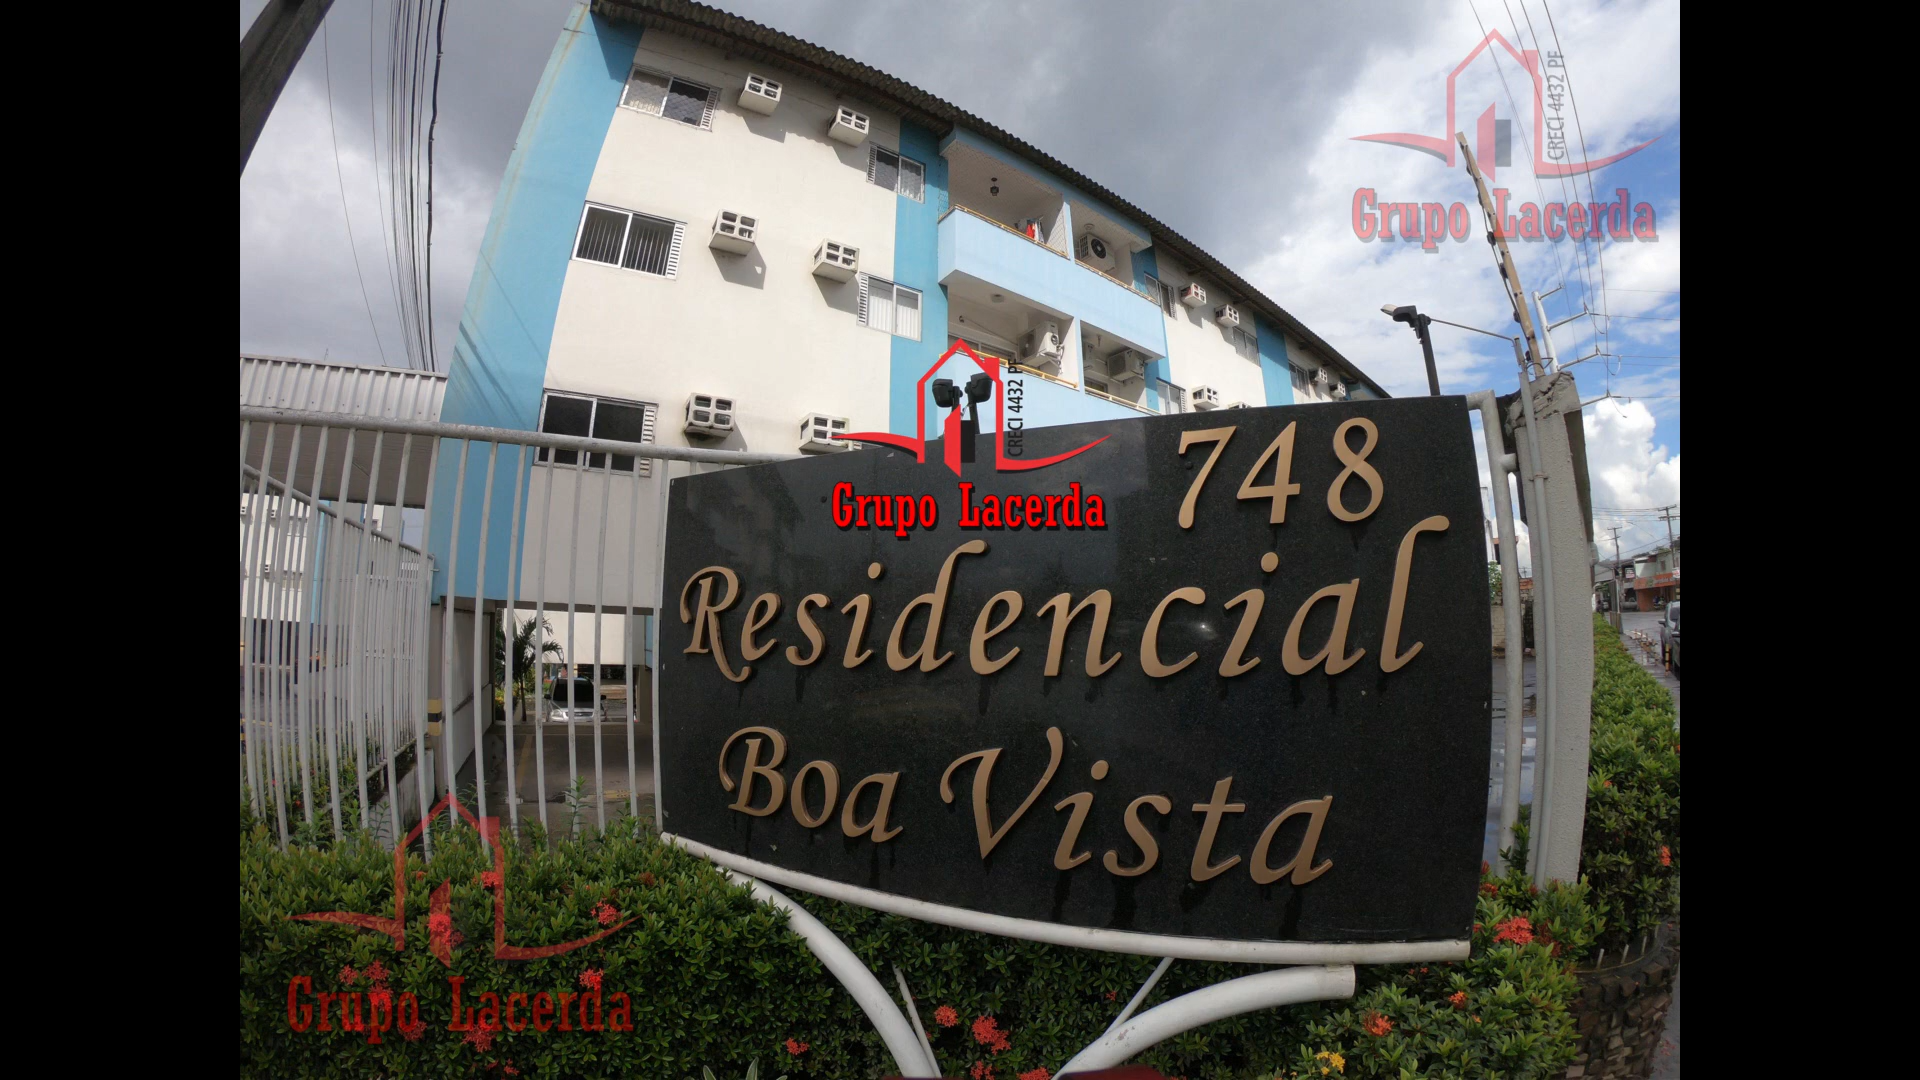 CRECI 4432 PF
Grupo Lacerda
CRECI 4432 PF
Grupo Lacerda
748
Residencial
Boa Vista
Grupo Lacerda